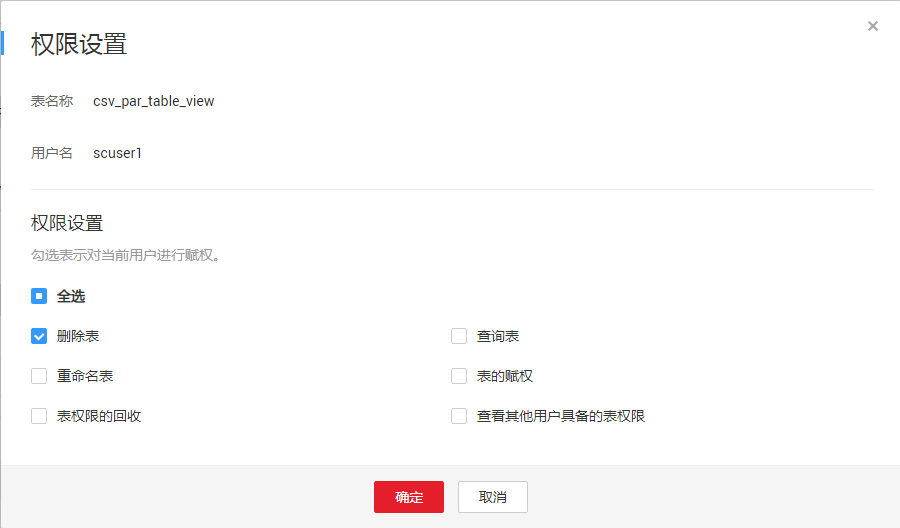 权限设置
表名称 csv_par_table_view
用户名 scuser1
权限设置
勾选表示对当前用户进行赋权。
全选
删除表 查询表
重命名表 表的赋权
表权限的回收 查看其他用户具备的表权限
确定 取消